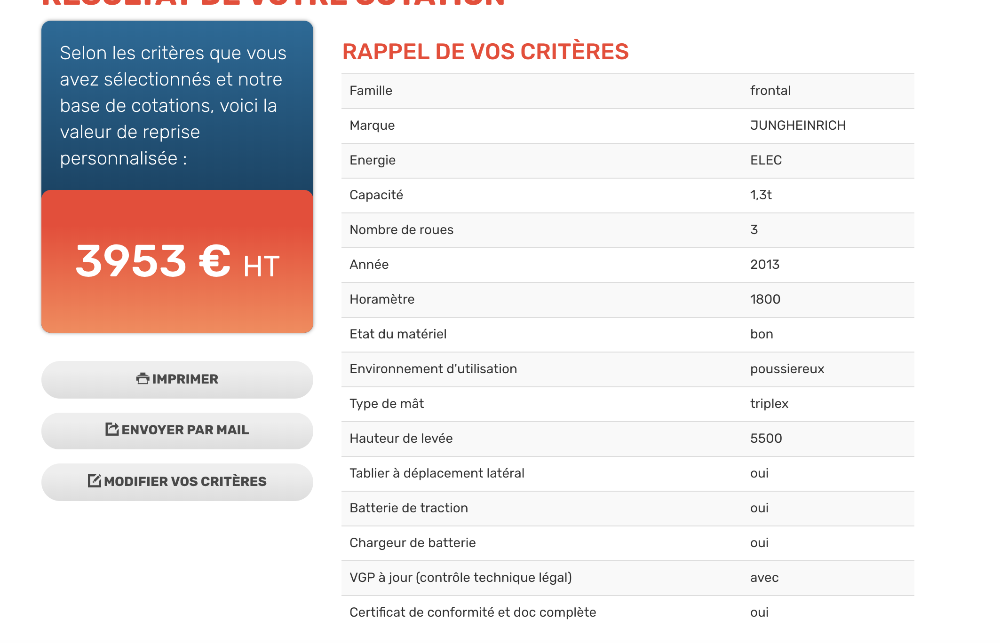 RÉSULTAT DE VOTRE COTATION
Selon les critères que vous
avez sélectionnés et notre
base de cotations, voici la
valeur de reprise
personnalisée :
3953 € HT
IMPRIMER
ENVOYER PAR MAIL
MODIFIER VOS CRITÈRES
RAPPEL DE VOS CRITÈRES
Famille frontal
Marque JUNGHEINRICH
Energie ELEC
Capacité 1,3t
Nombre de roues 3
Année 2013
Horamètre 1800
Etat du matériel bon
Environnement d'utilisation poussiereux
Type de mât triplex
Hauteur de levée 5500
Tablier à déplacement latéral oui
Batterie de traction oui
Chargeur de batterie oui
VGP à jour (contrôle technique légal) avec
Certificat de conformité et doc complète oui